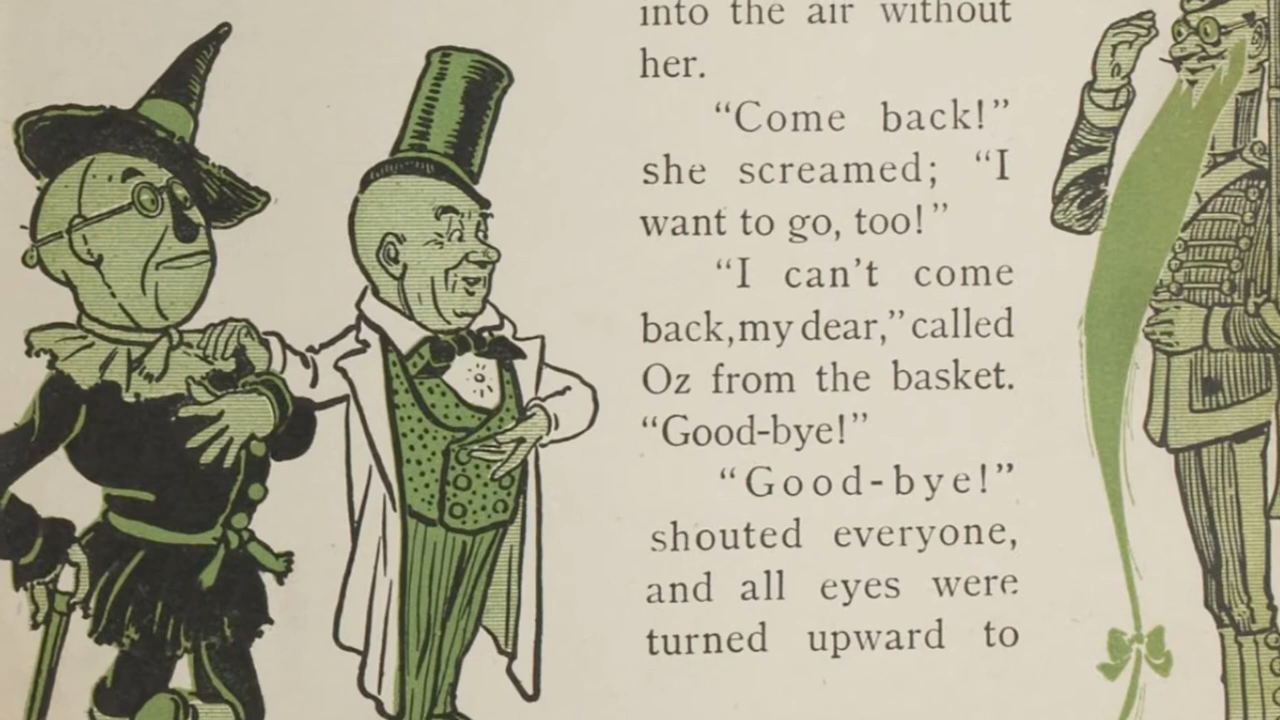 into the air without
her.
“Come back!”
she screamed; “I
want to go, too!”
“I can’t come
back, my dear,” called
Oz from the basket.
“Good-bye!”
“Good-bye!”
shouted everyone,
and all eyes were
turned upward to